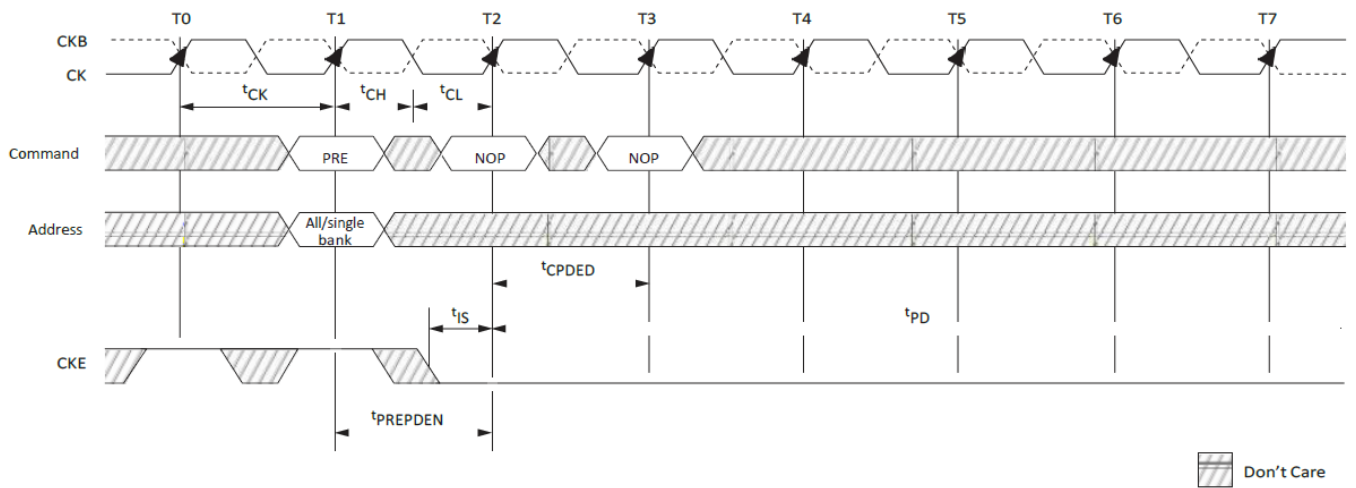 T0 T1 T2 T3 T4 T5 T6 T7
CKB
CK
tCK tCH tCL
Command PRE NOP NOP
Address All/single bank
tCPDED
tIS tPD
CKE
tPREPDEN
Don't Care